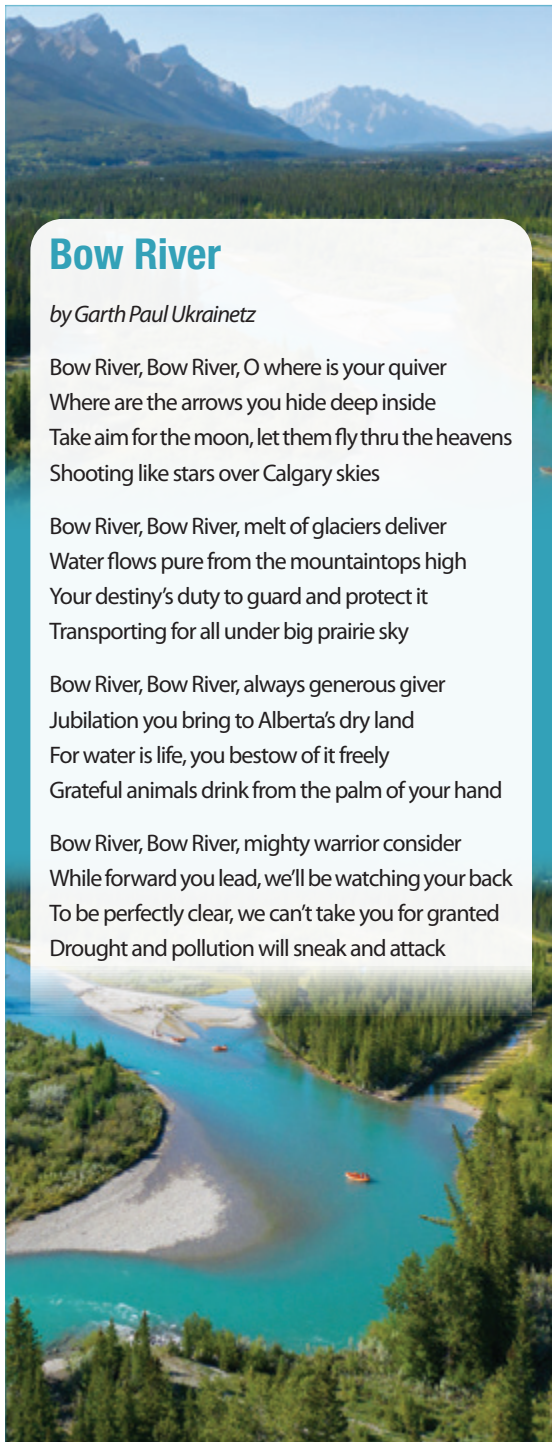 Bow River
by Garth Paul Ukrainetz
Bow River, Bow River, O where is your quiver
Where are the arrows you hide deep inside
Take aim for the moon, let them fly thru the heavens
Shooting like stars over Calgary skies
Bow River, Bow River, melt of glaciers deliver
Water flows pure from the mountaintops high
Your destiny's duty to guard and protect it
Transporting for all under big prairie sky
Bow River, Bow River, always generous giver
Jubilation you bring to Alberta's dry land
For water is life, you bestow of it freely
Grateful animals drink from the palm of your hand
Bow River, Bow River, mighty warrior consider
While forward you lead, we'll be watching your back
To be perfectly clear, we can't take you for granted
Drought and pollution will sneak and attack